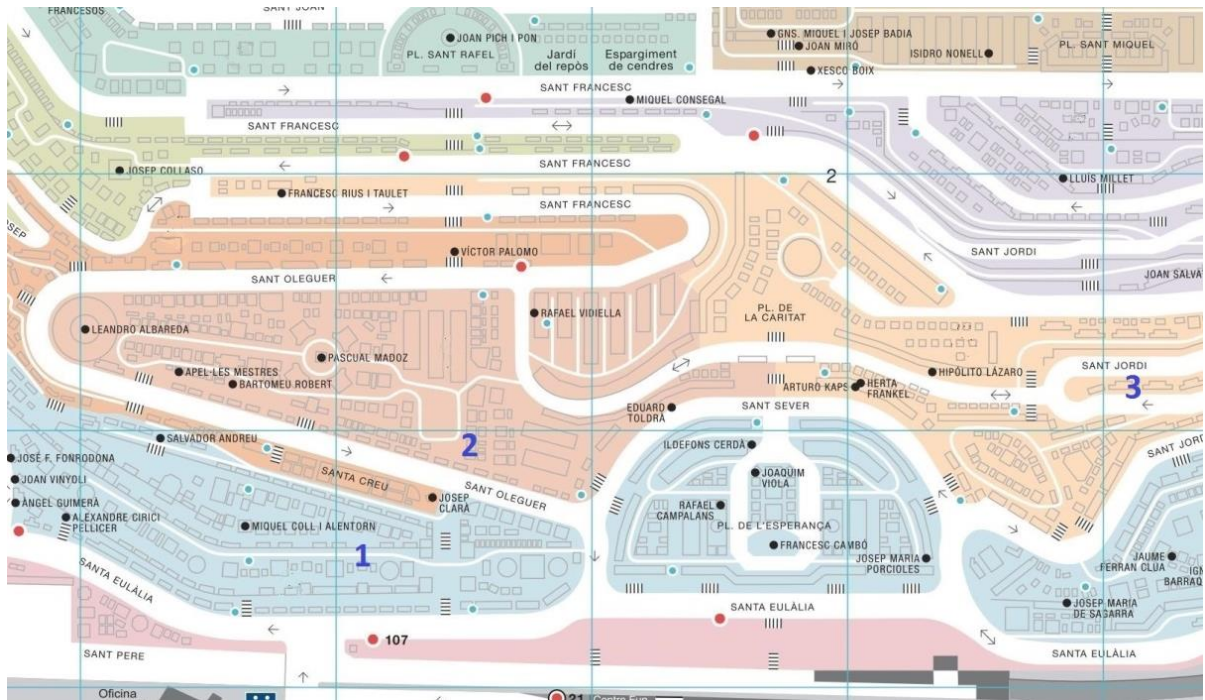 FRANCESOS
SANT JOAN
JOAN PICH I PON
PL. SANT RAFEL
Jardí
del repòs
Espargiment
de cendres
GNS. MIQUEL I JOSEP BADIA
JOAN MIRÓ
XESCO BOIX
ISIDRO NONELL
PL. SANT MIQUEL
SANT FRANCESC
MIQUEL CONSEGAL
SANT FRANCESC
SANT FRANCESC
JOSEP COLLASO
2
LLUÍS MILLET
FRANCESC RIUS I TAULET
SANT FRANCESC
JOSEP
VÍCTOR PALOMO
SANT JORDI
SANT OLEGUER
JOAN SALVA
RAFAEL VIDIELLA
PL. DE
LA CARITAT
LEANDRO ALBAREDA
PASCUAL MADOZ
APEL·LES MESTRES
BARTOMEU ROBERT
HIPÓLITO LÁZARO
SANT JORDI
3
ARTURO KAPS
HERTA
FRANKEL
EDUARD
TOLDRÀ
SANT SEVER
SALVADOR ANDREU
2
ILDEFONS CERDÀ
SANT JORD
JOSÉ F. FONRODONA
JOAN VINYOLI
SANTA CREU
SANT OLEGUER
JOAQUIM
VIOLA
ÀNGEL GUIMERÀ
ALEXANDRE CIRICI
PELLICER
MIQUEL COLL I ALENTORN
JOSEP
CLARÀ
RAFAEL
CAMPALANS
PL. DE L'ESPERANÇA
FRANCESC CAMBÓ
JOSEP MARIA
PORCIOLES
1
JAUME
FERRAN CLUA
IGN
BARRAQ
SANTA EULÀLIA
SANTA EULÀLIA
JOSEP MARIA
DE SAGARRA
107
SANT PERE
SANTA EULÀLIA
Oficina
21